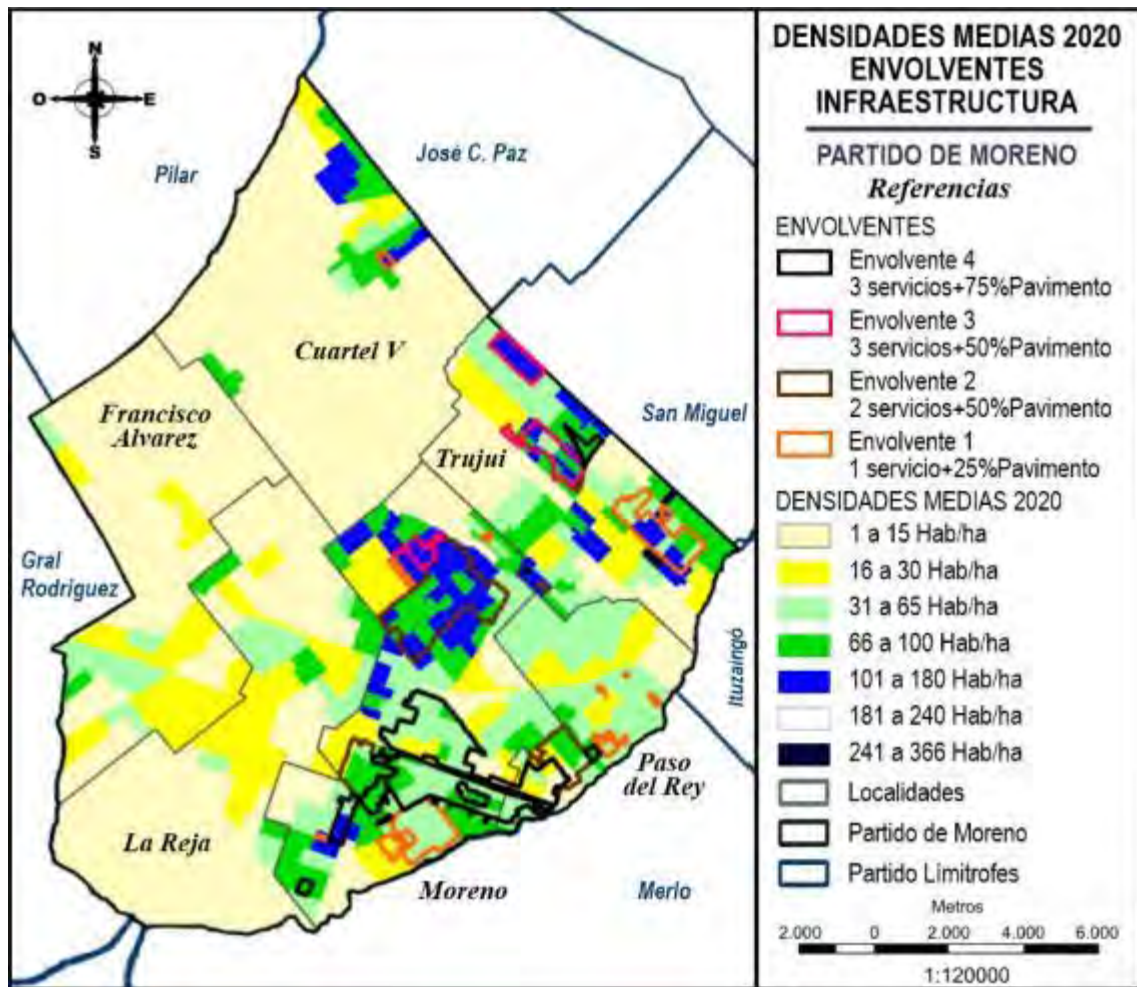 N
O
E
S
Pilar
José C. Paz
Cuartel V
Francisco
Alvarez
San Miguel
Trujui
Gral
Rodríguez
Ituzaingó
Paso
del Rey
La Reja
Moreno
Merlo
DENSIDADES MEDIAS 2020
ENVOLVENTES
INFRAESTRUCTURA
PARTIDO DE MORENO
Referencias
ENVOLVENTES
Envolvente 4
3 servicios+75%Pavimento
Envolvente 3
3 servicios+50%Pavimento
Envolvente 2
2 servicios+50%Pavimento
Envolvente 1
1 servicio+25%Pavimento
DENSIDADES MEDIAS 2020
1 a 15 Hab/ha
16 a 30 Hab/ha
31 a 65 Hab/ha
66 a 100 Hab/ha
101 a 180 Hab/ha
181 a 240 Hab/ha
241 a 366 Hab/ha
Localidades
Partido de Moreno
Partido Límitrofes
Metros
2.000 0 2.000 4.000 6.000
1:120000